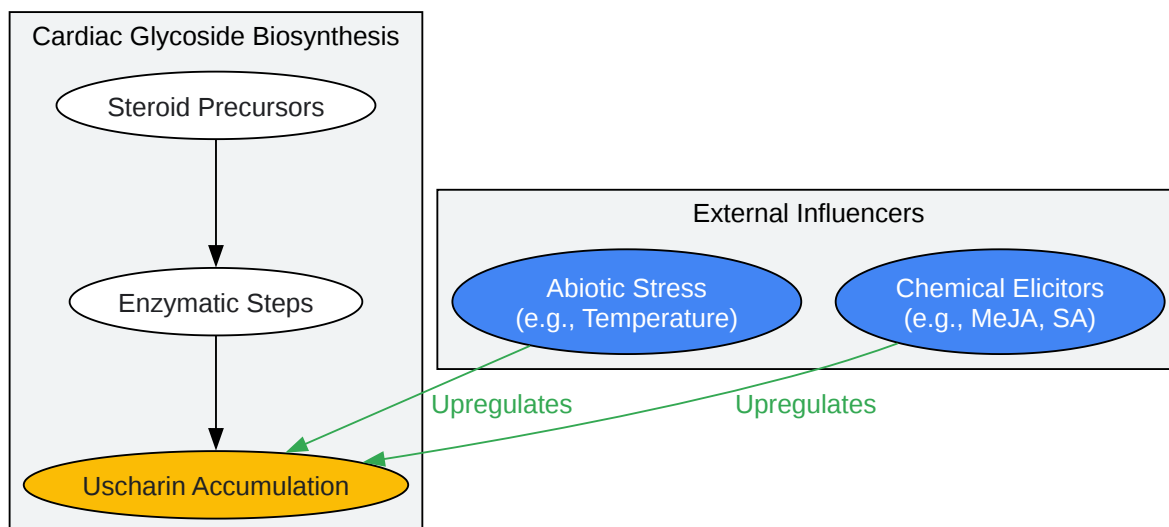 Cardiac Glycoside Biosynthesis
Steroid Precursors
Enzymatic Steps
Uscharin Accumulation
External Influencers
Abiotic Stress
(e.g., Temperature)
Chemical Elicitors
(e.g., MeJA, SA)
Upregulates
Upregulates